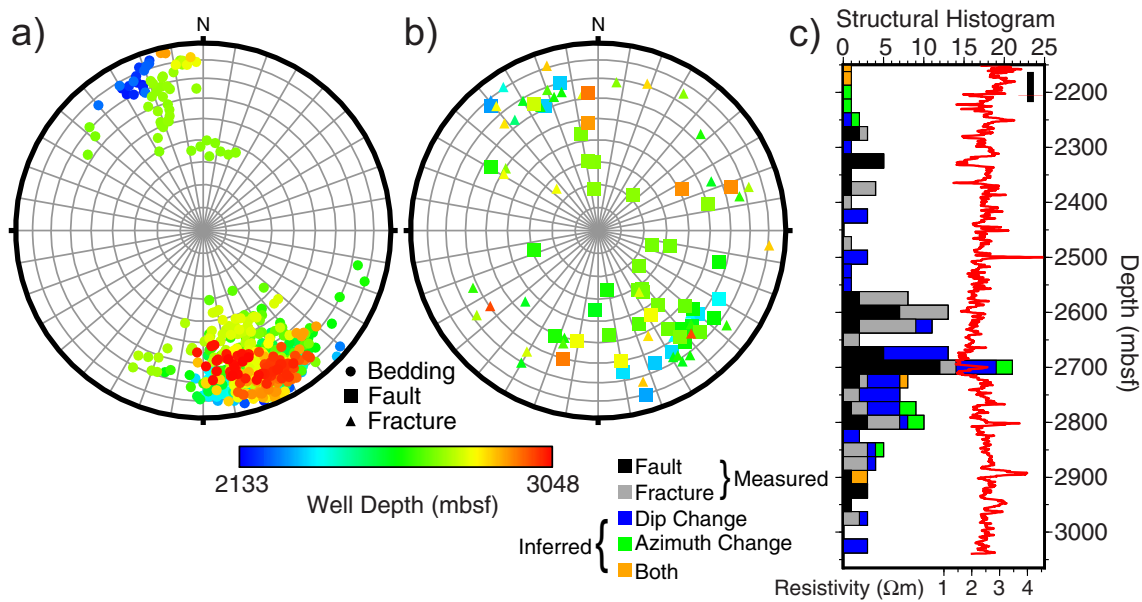 a)
N
Bedding
Fault
Fracture
2133
3048
Well Depth (mbsf)
b)
N
Fault
Fracture
Measured
Inferred
Dip Change
Azimuth Change
Both
c)
Structural Histogram
0 5 10 15 20 25
2200
2300
2400
2500
2600
2700
2800
2900
3000
Depth (mbsf)
Resistivity (Ωm) 1 2 3 4